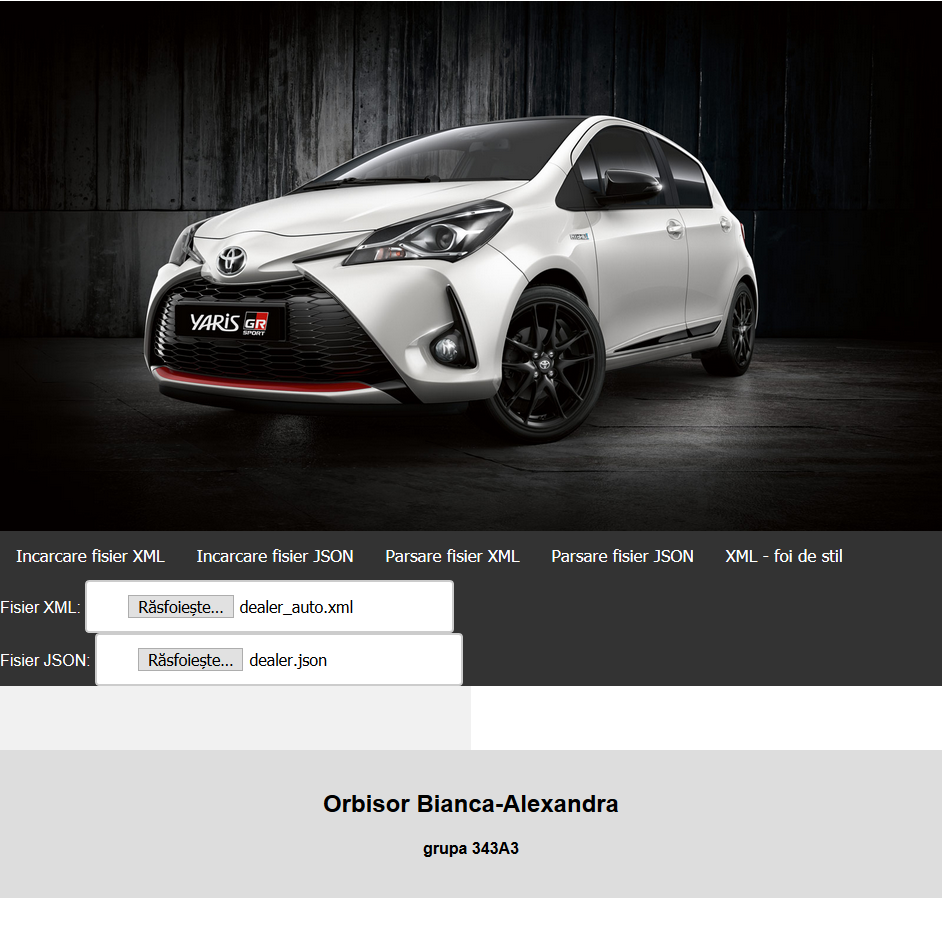 YARiS GR
SPORT
Incarcare fisier XML Incarcare fisier JSON Parsare fisier XML Parsare fisier JSON XML - foi de stil
Fisier XML: Răsfoiește... dealer_auto.xml
Fisier JSON: Răsfoiește... dealer.json
Orbisor Bianca-Alexandra
grupa 343A3